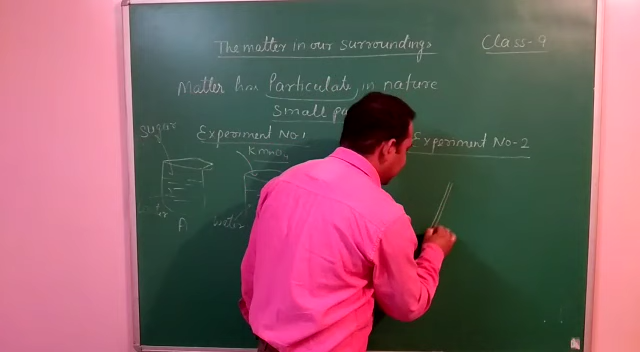 The matter in our surroundings
Class-9
Matter has Particulate in nature
Small
Experiment No-1
Experiment No-2
Sugar
KMnO4
water
A